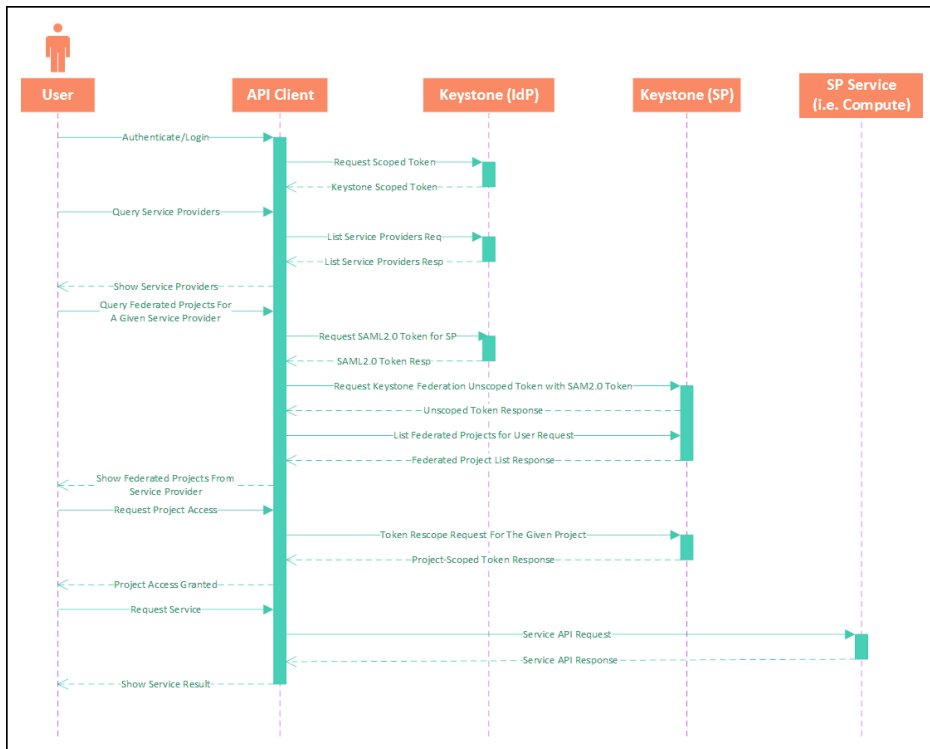 User
API Client
Keystone (IdP)
Keystone (SP)
SP Service
(i.e. Compute)
Authenticate/Login
Request Scoped Token
Keystone Scoped Token
Query Service Providers
List Service Providers Req
List Service Providers Resp
Show Service Providers
Query Federated Projects For
A Given Service Provider
Request SAML2.0 Token for SP
SAML2.0 Token Resp
Request Keystone Federation Unscoped Token with SAM2.0 Token
Unscoped Token Response
List Federated Projects for User Request
Federated Project List Response
Show Federated Projects From
Service Provider
Request Project Access
Token Rescope Request For The Given Project
Project-Scoped Token Response
Project Access Granted
Request Service
Service API Request
Service API Response
Show Service Result